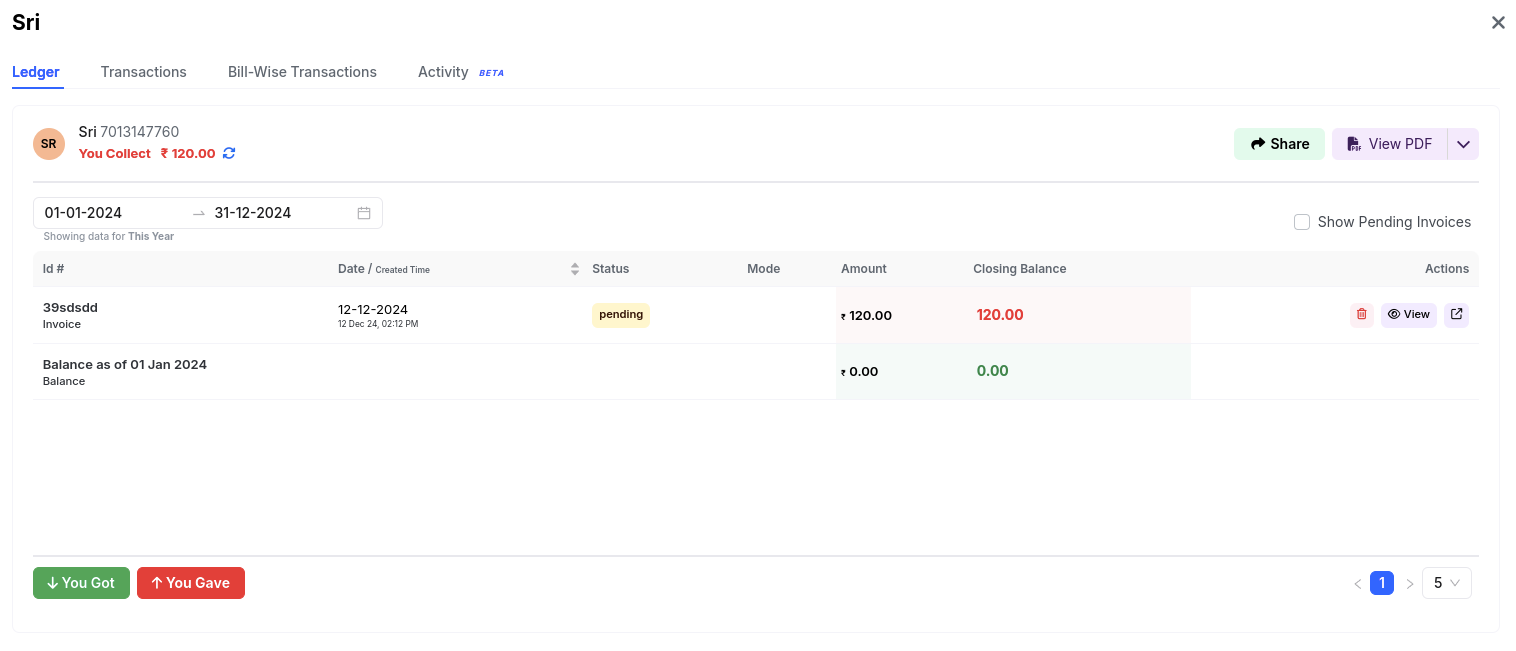 Sri
Ledger Transactions Bill-Wise Transactions Activity BETA
SR
Sri 7013147760
You Collect ₹ 120.00
Share View PDF
01-01-2024 → 31-12-2024
Showing data for This Year
Show Pending Invoices
Id # Date / Created Time Status Mode Amount Closing Balance Actions
39sdsdd 12-12-2024 pending ₹ 120.00 120.00 View
Invoice 12 Dec 24, 02:12 PM
Balance as of 01 Jan 2024 ₹ 0.00 0.00
Balance
↓ You Got ↑ You Gave
< 1 > 5